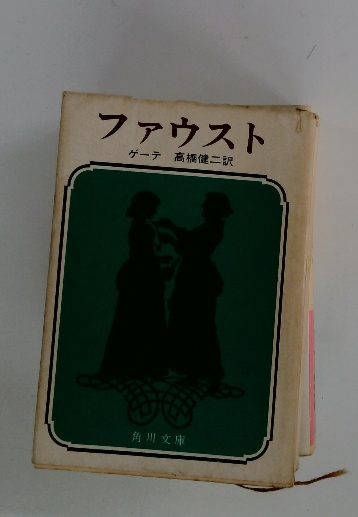 ファウスト
ゲーテ 高橋健二訳
角川文庫